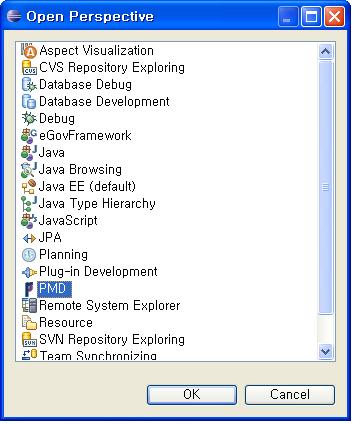 Open Perspective
Aspect Visualization
CVS Repository Exploring
Database Debug
Database Development
Debug
eGovFramework
Java
Java Browsing
Java EE (default)
Java Type Hierarchy
JavaScript
JPA
Planning
Plug-in Development
PMD
Remote System Explorer
Resource
SVN Repository Exploring
Team Synchronizing
OK
Cancel